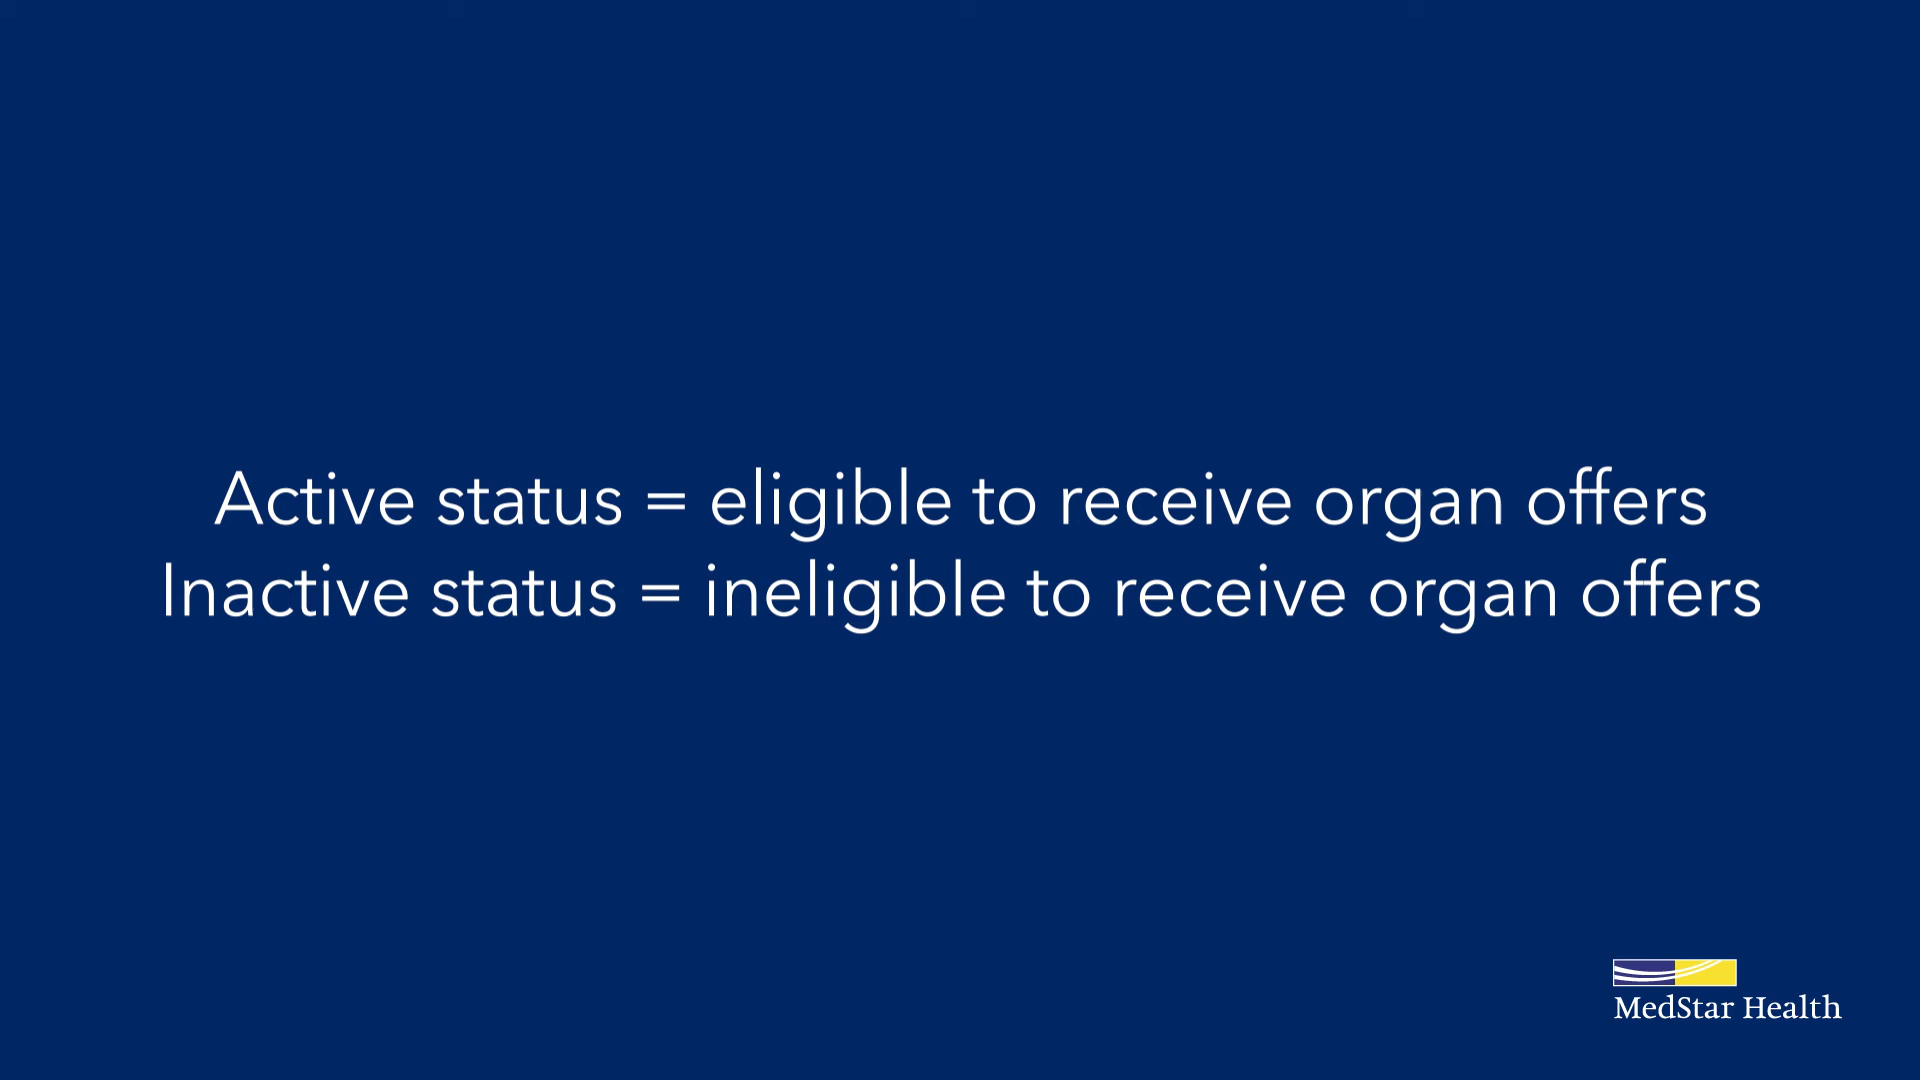 Active status = eligible to receive organ offers
Inactive status = ineligible to receive organ offers
MedStar Health